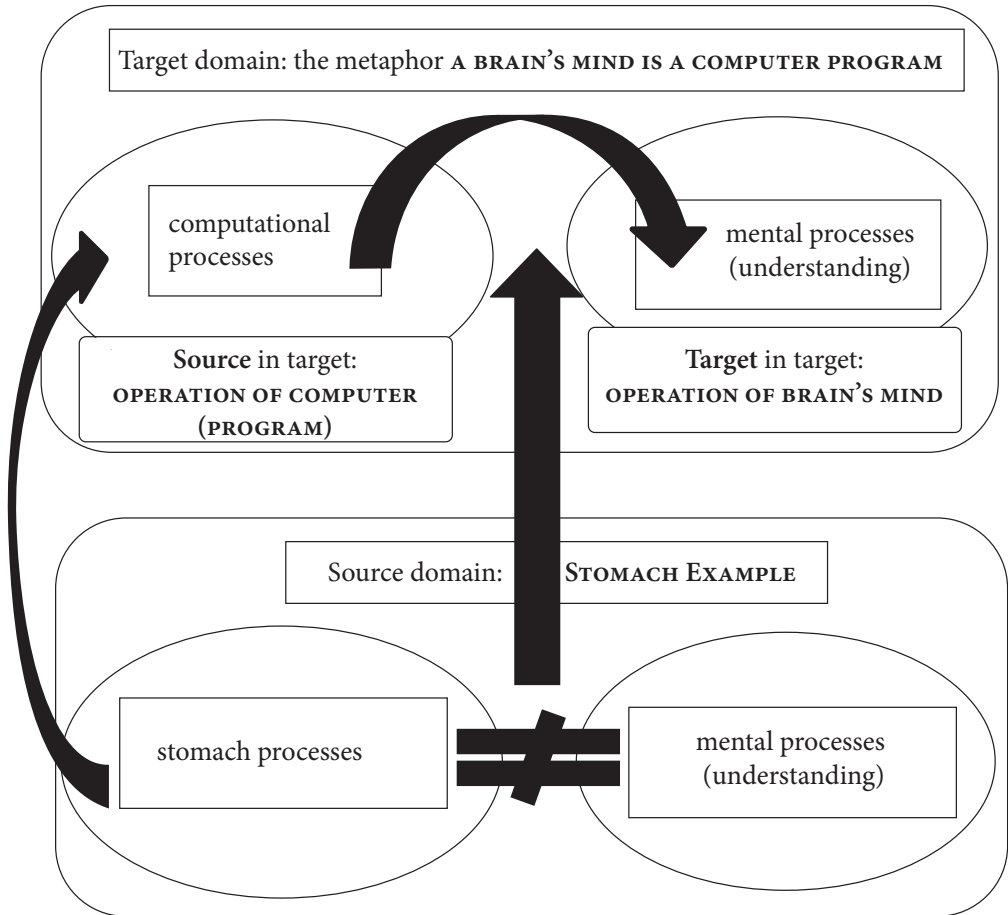 Target domain: the metaphor A BRAIN’S MIND IS A COMPUTER PROGRAM
computational
processes
mental processes
(understanding)
Source in target:
OPERATION OF COMPUTER
(PROGRAM)
Target in target:
OPERATION OF BRAIN’S MIND
Source domain: STOMACH EXAMPLE
stomach processes
mental processes
(understanding)